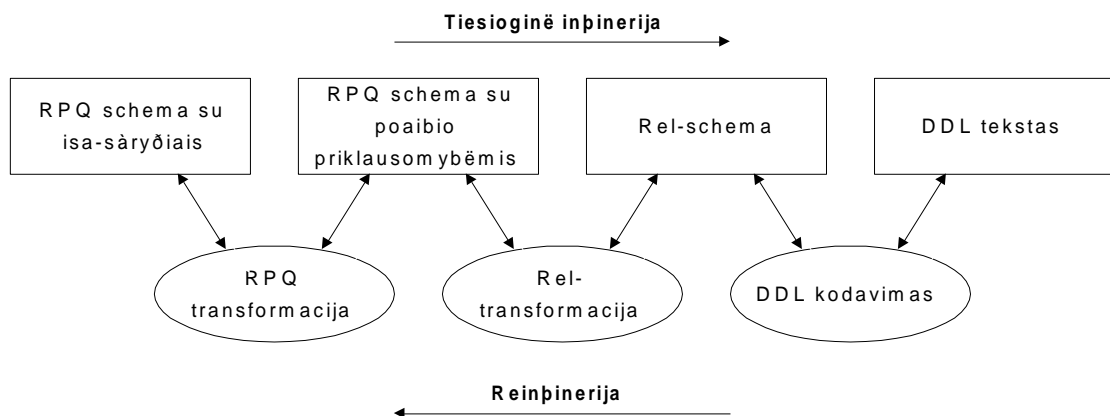 Tiesioginë inþinerija
RPQ schema su
isa-sàryðiais
RPQ schema su
poaibio
priklausomybëmis
Rel-schema
DDL tekstas
RPQ
transformacija
Rel-
transformacija
DDL kodavimas
Reinþinerija